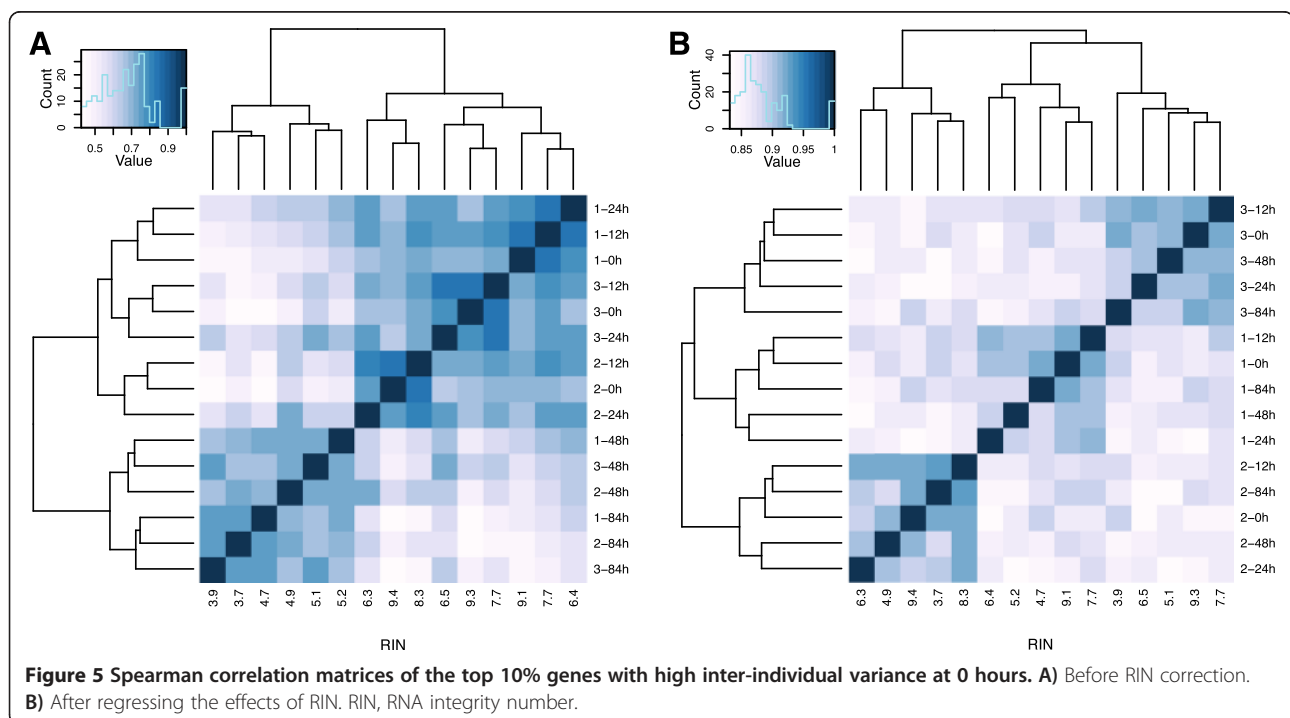 A
Count
0 10 20
0.5 0.7 0.9
Value
1−24h
1−12h
1−0h
3−12h
3−0h
3−24h
2−12h
2−0h
2−24h
1−48h
3−48h
2−48h
1−84h
2−84h
3−84h
3.9 3.7 4.7 4.9 5.1 5.2 6.3 9.4 8.3 6.5 9.3 7.7 9.1 7.7 6.4
RIN
B
Count
0 20 40
0.85 0.9 0.95 1
Value
3−12h
3−0h
3−48h
3−24h
3−84h
1−12h
1−0h
1−84h
1−48h
1−24h
2−12h
2−84h
2−0h
2−48h
2−24h
6.3 4.9 9.4 3.7 8.3 6.4 5.2 4.7 9.1 7.7 3.9 6.5 5.1 9.3 7.7
RIN
Figure 5 Spearman correlation matrices of the top 10% genes with high inter-individual variance at 0 hours. A) Before RIN correction.
B) After regressing the effects of RIN. RIN, RNA integrity number.